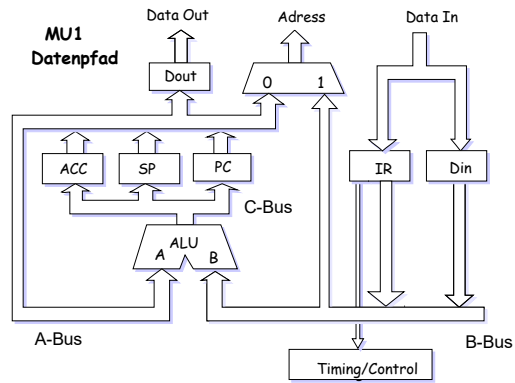 MU1
Datenpfad
Data Out
Adress
Data In
Dout
0
1
ACC
SP
PC
IR
Din
C-Bus
ALU
A
B
A-Bus
B-Bus
Timing/Control